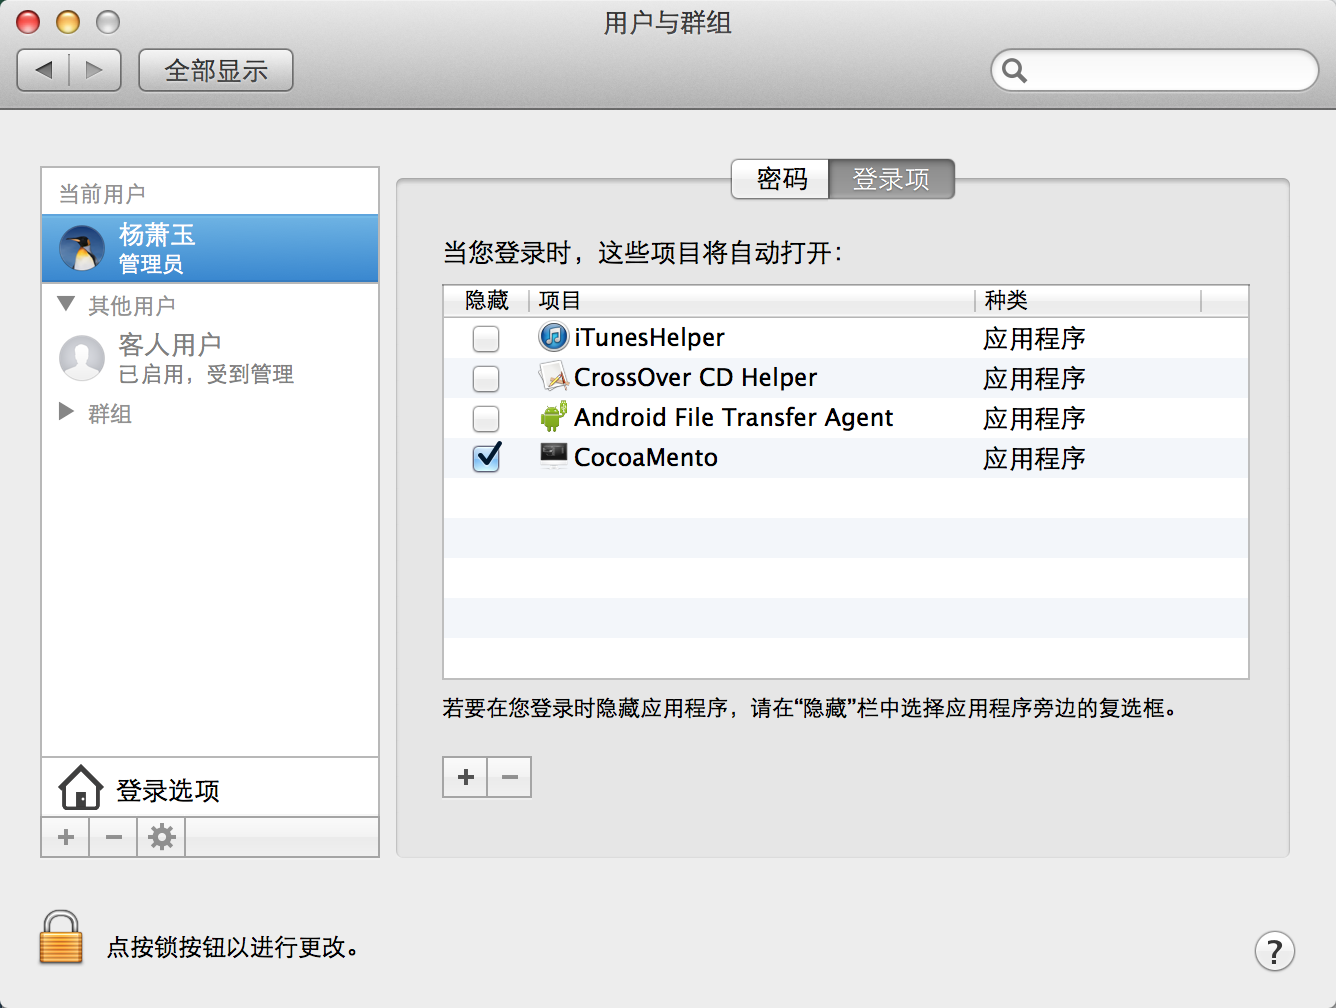 用户与群组
全部显示
密码 登录项
当前用户
杨萧玉
管理员
其他用户
客人用户
已启用，受到管理
群组
登录选项
当您登录时，这些项目将自动打开：
隐藏 项目 种类
iTunesHelper 应用程序
CrossOver CD Helper 应用程序
Android File Transfer Agent 应用程序
CocoaMento 应用程序
若要在您登录时隐藏应用程序，请在“隐藏”栏中选择应用程序旁边的复选框。
点按锁按钮以进行更改。
?